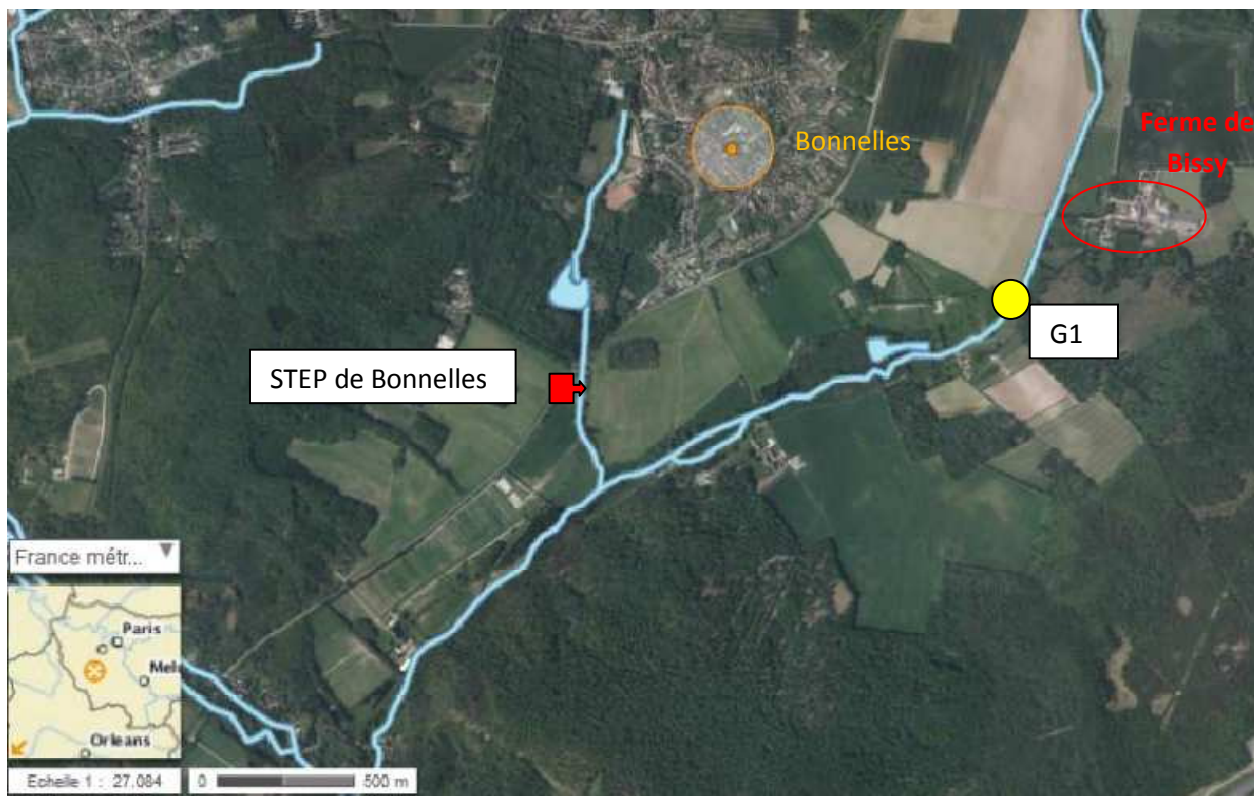 Bonnelles
Ferme de
Bissy
G1
STEP de Bonnelles
France métr...
Paris
Mel
Orleans
Echelle 1 : 27.084
0
500 m